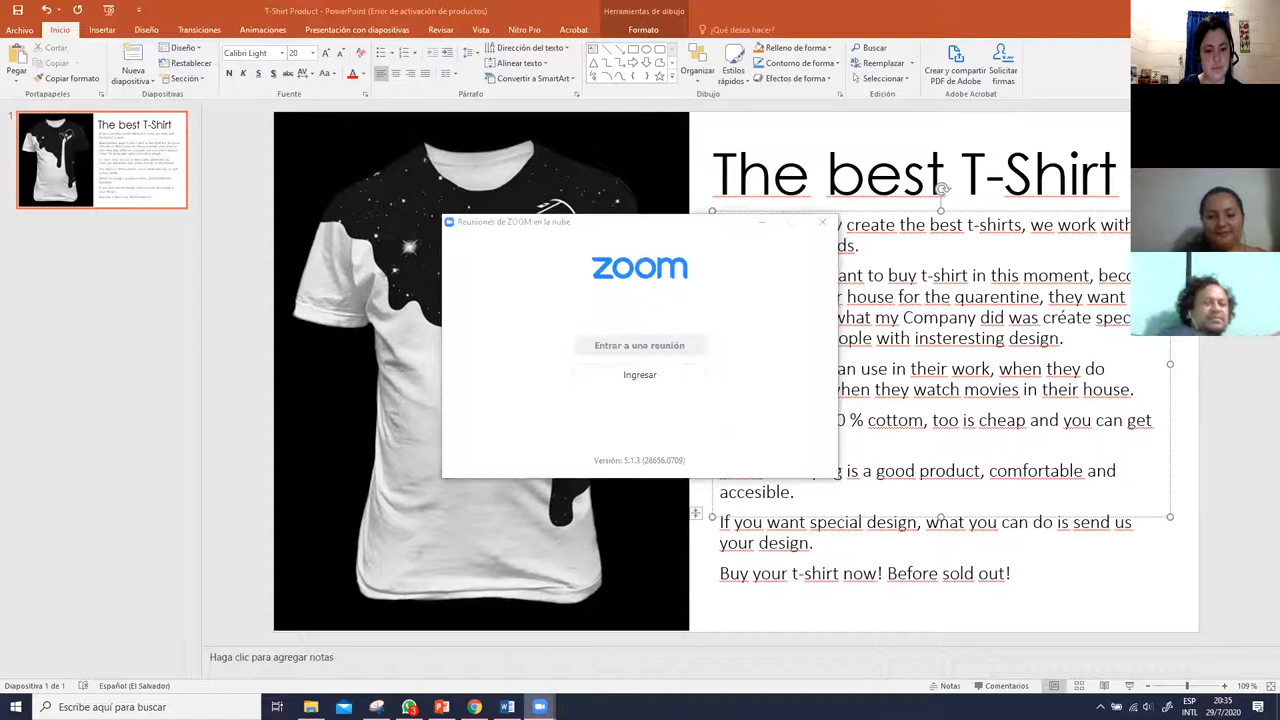 T-Shirt - PowerPoint (Error de activación de productos)
Herramientas de dibujo
Archivo Inicio Insertar Diseño Transiciones Animaciones Presentación con diapositivas Revisar Vista Nitro Pro Acrobat Formato ¿Qué desea hacer?
Cortar
Copiar
Copiar formato
Pegar
Portapapeles
Nueva
diapositiva
Diseño
Restablecer
Sección
Diapositivas
Calibri Light 20
Fuente
Dirección del texto
Alinear texto
Convertir a SmartArt
Párrafo
Organizar
Estilos
rápidos
Relleno de forma
Contorno de forma
Efectos de forma
Dibujo
Buscar
Reemplazar
Seleccionar
Edición
Crear y compartir
PDF de Adobe
Solicitar
firmas
Adobe Acrobat
1
The best T-Shirt
The best T-Shirt
create the best t-shirts, we work with
ds.
ant to buy t-shirt in this moment, beco
house for the quarentine, they want
what my Company did was créate spec
ople with insteresting design.
an use in their work, when they do
when they watch movies in their house.
0 % cottom, too is cheap and you can get
g is a good product, comfortable and
accesible.
If you want special design, what you can do is send us
your design.
Buy your t-shirt now! Before sold out!
Reuniones de ZOOM en la nube
zoom
Entrar a una reunión
Ingresar
Versión: 5.1.3 (28656.0709)
Haga clic para agregar notas
Diapositiva 1 de 1 Español (El Salvador) Notas Comentarios 109 %
Escribe aquí para buscar
3
ESP
INTL
20:35
29/7/2020